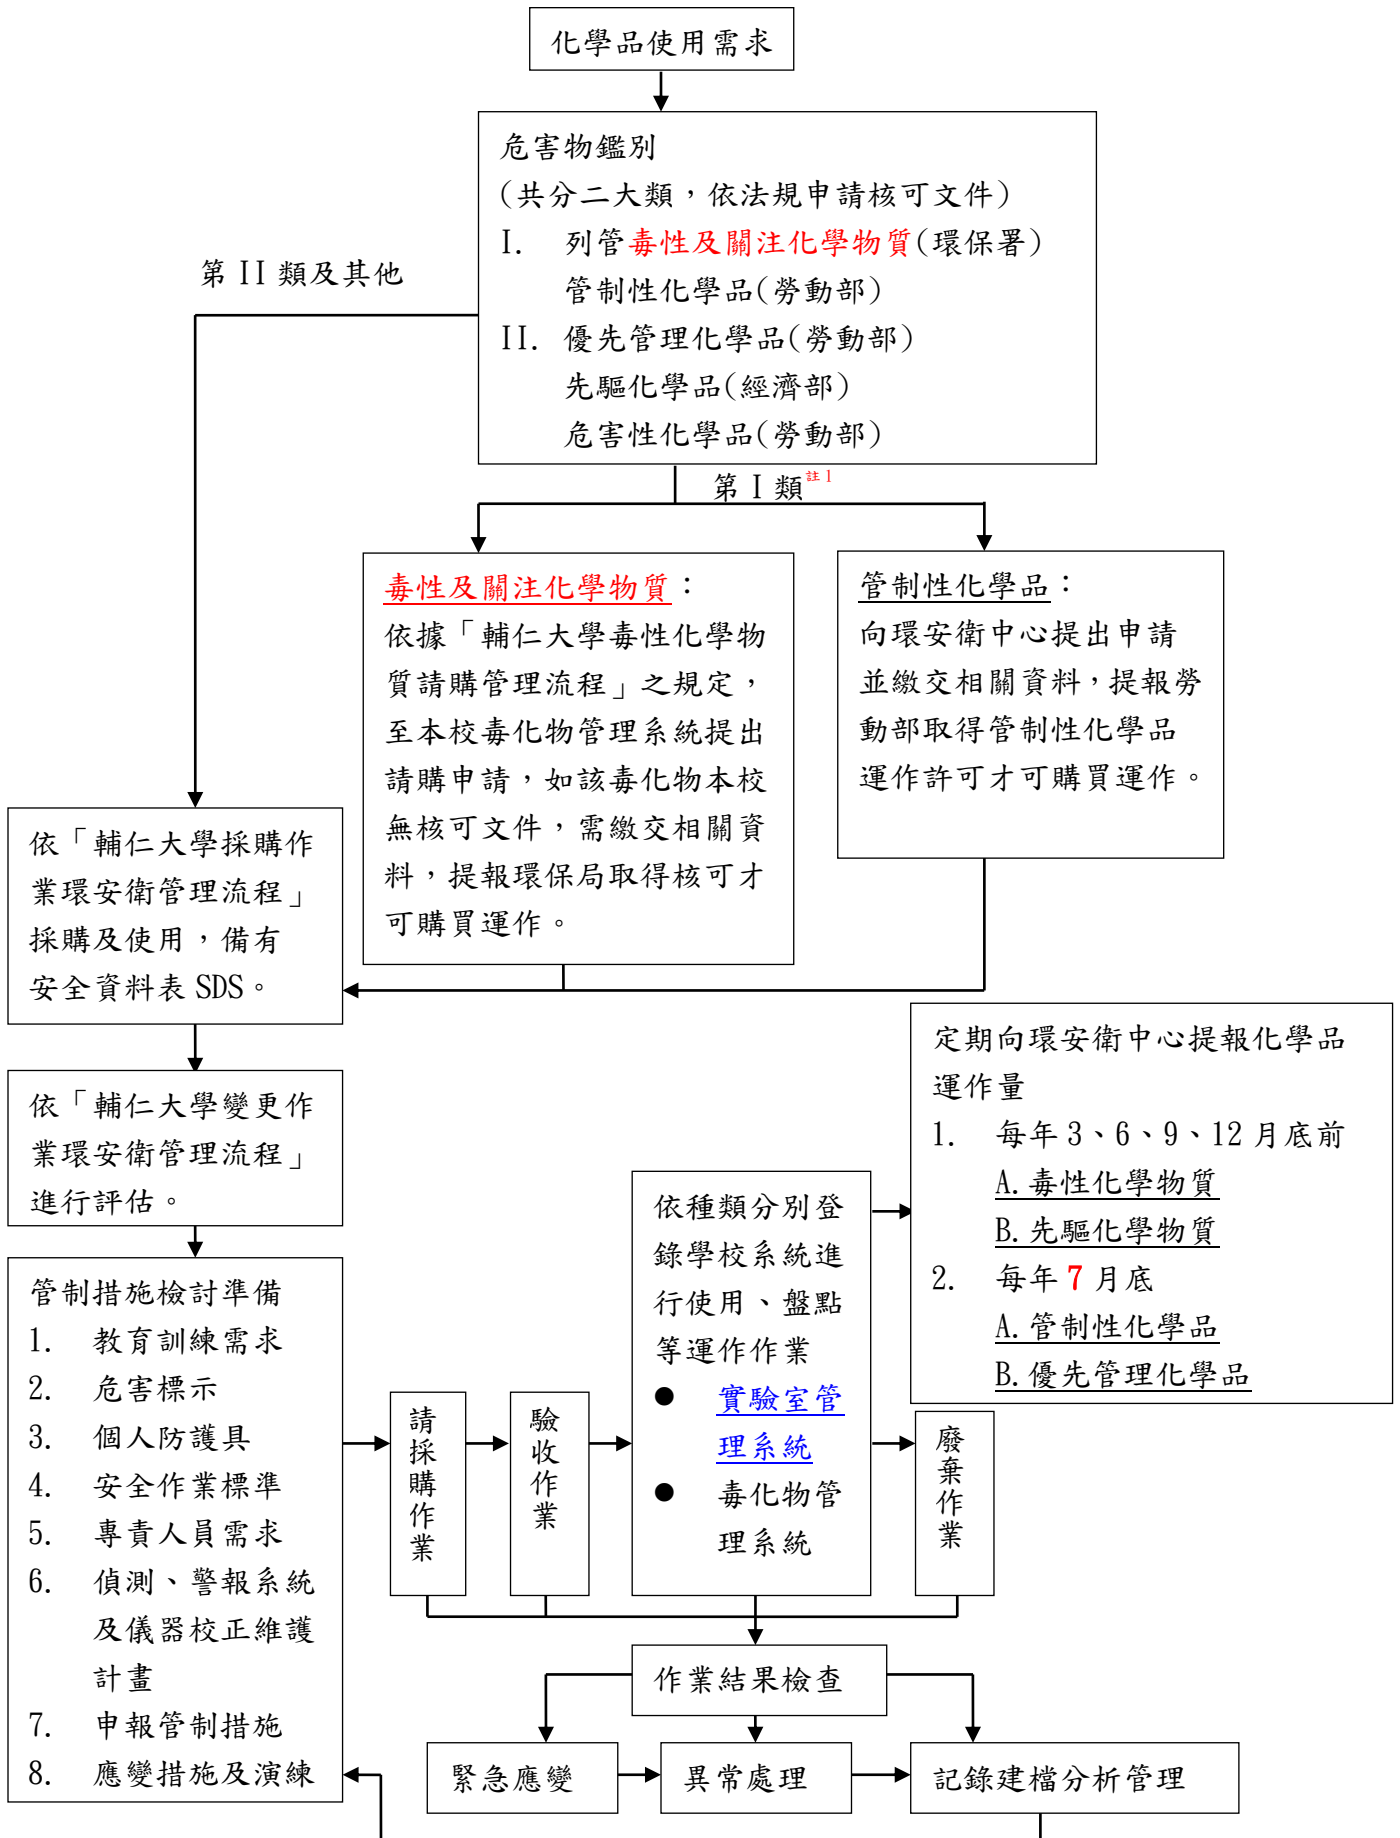 化學品使用需求
危害物鑑別
(共分二大類，依法規申請核可文件)
I. 列管毒性及關注化學物質(環保署)
管制性化學品(勞動部)
II. 優先管理化學品(勞動部)
先驅化學品(經濟部)
危害性化學品(勞動部)
第 II 類及其他
第 I 類註1
毒性及關注化學物質：
依據「輔仁大學毒性化學物
質請購管理流程」之規定，
至本校毒化物管理系統提出
請購申請，如該毒化物本校
無核可文件，需繳交相關資
料，提報環保局取得核可才
可購買運作。
管制性化學品：
向環安衛中心提出申請
並繳交相關資料，提報勞
動部取得管制性化學品
運作許可才可購買運作。
依「輔仁大學採購作
業環安衛管理流程」
採購及使用，備有
安全資料表 SDS。
依「輔仁大學變更作
業環安衛管理流程」
進行評估。
管制措施檢討準備
1. 教育訓練需求
2. 危害標示
3. 個人防護具
4. 安全作業標準
5. 專責人員需求
6. 偵測、警報系統
及儀器校正維護
計畫
7. 申報管制措施
8. 應變措施及演練
請採購作業
驗收作業
依種類分別登
錄學校系統進
行使用、盤點
等運作作業
● 實驗室管
理系統
● 毒化物管
理系統
定期向環安衛中心提報化學品
運作量
1. 每年 3、6、9、12 月底前
A.毒性化學物質
B.先驅化學物質
2. 每年 7 月底
A.管制性化學品
B.優先管理化學品
廢棄作業
作業結果檢查
緊急應變
異常處理
記錄建檔分析管理